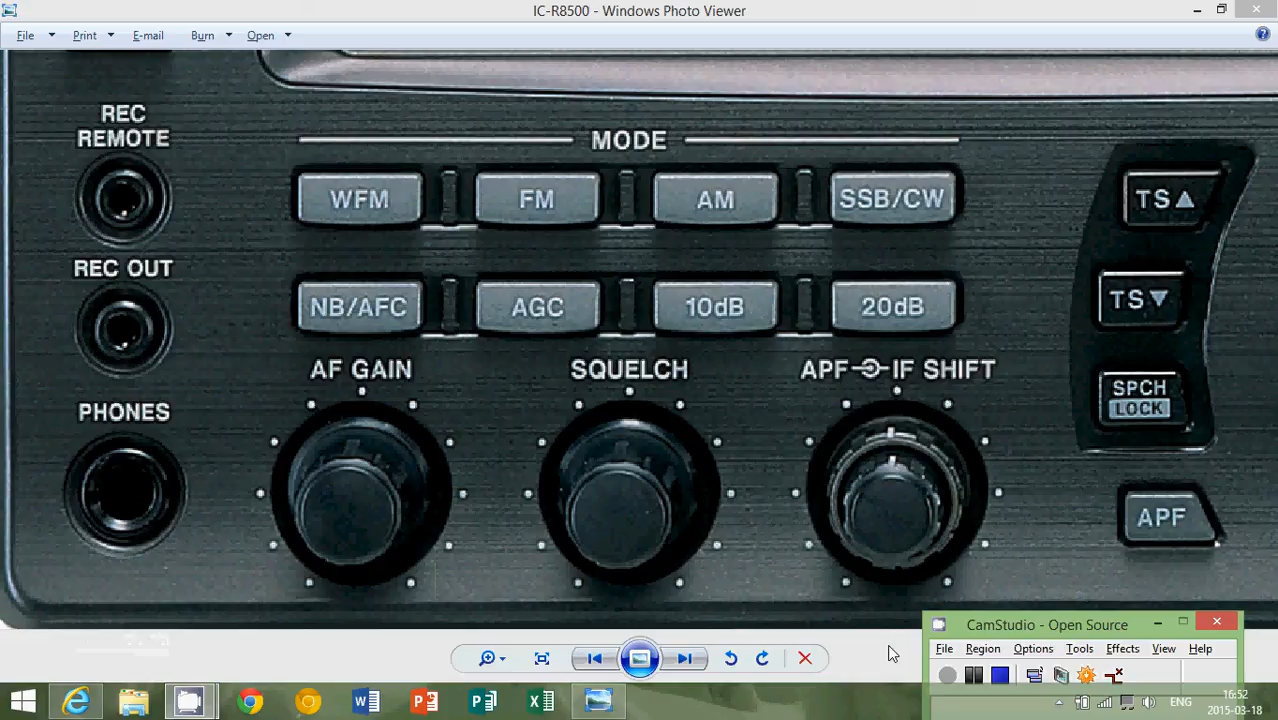 IC-R8500 - Windows Photo Viewer
File Print E-mail Burn Open
REC
REMOTE
MODE
WFM FM AM SSB/CW
TS▲
REC OUT
NB/AFC AGC 10dB 20dB
TS▼
AF GAIN SQUELCH APF IF SHIFT
SPCH
LOCK
PHONES
APF
CamStudio - Open Source
File Region Options Tools Effects View Help
ENG
16:52
2015-03-18